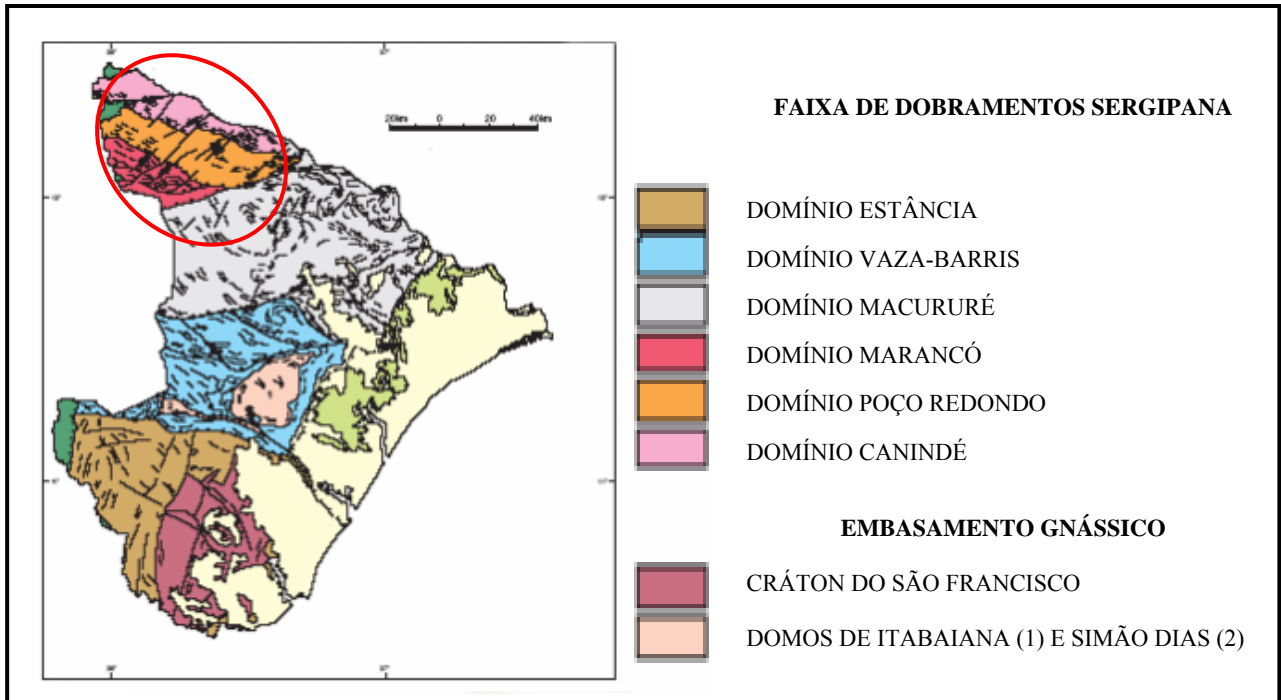 20km 0 20 40km
FAIXA DE DOBRAMENTOS SERGIPANA
DOMÍNIO ESTÂNCIA
DOMÍNIO VAZA-BARRIS
DOMÍNIO MACURURÉ
DOMÍNIO MARANCÓ
DOMÍNIO POÇO REDONDO
DOMÍNIO CANINDÉ
EMBASAMENTO GNÁSSICO
CRÁTON DO SÃO FRANCISCO
DOMOS DE ITABAIANA (1) E SIMÃO DIAS (2)